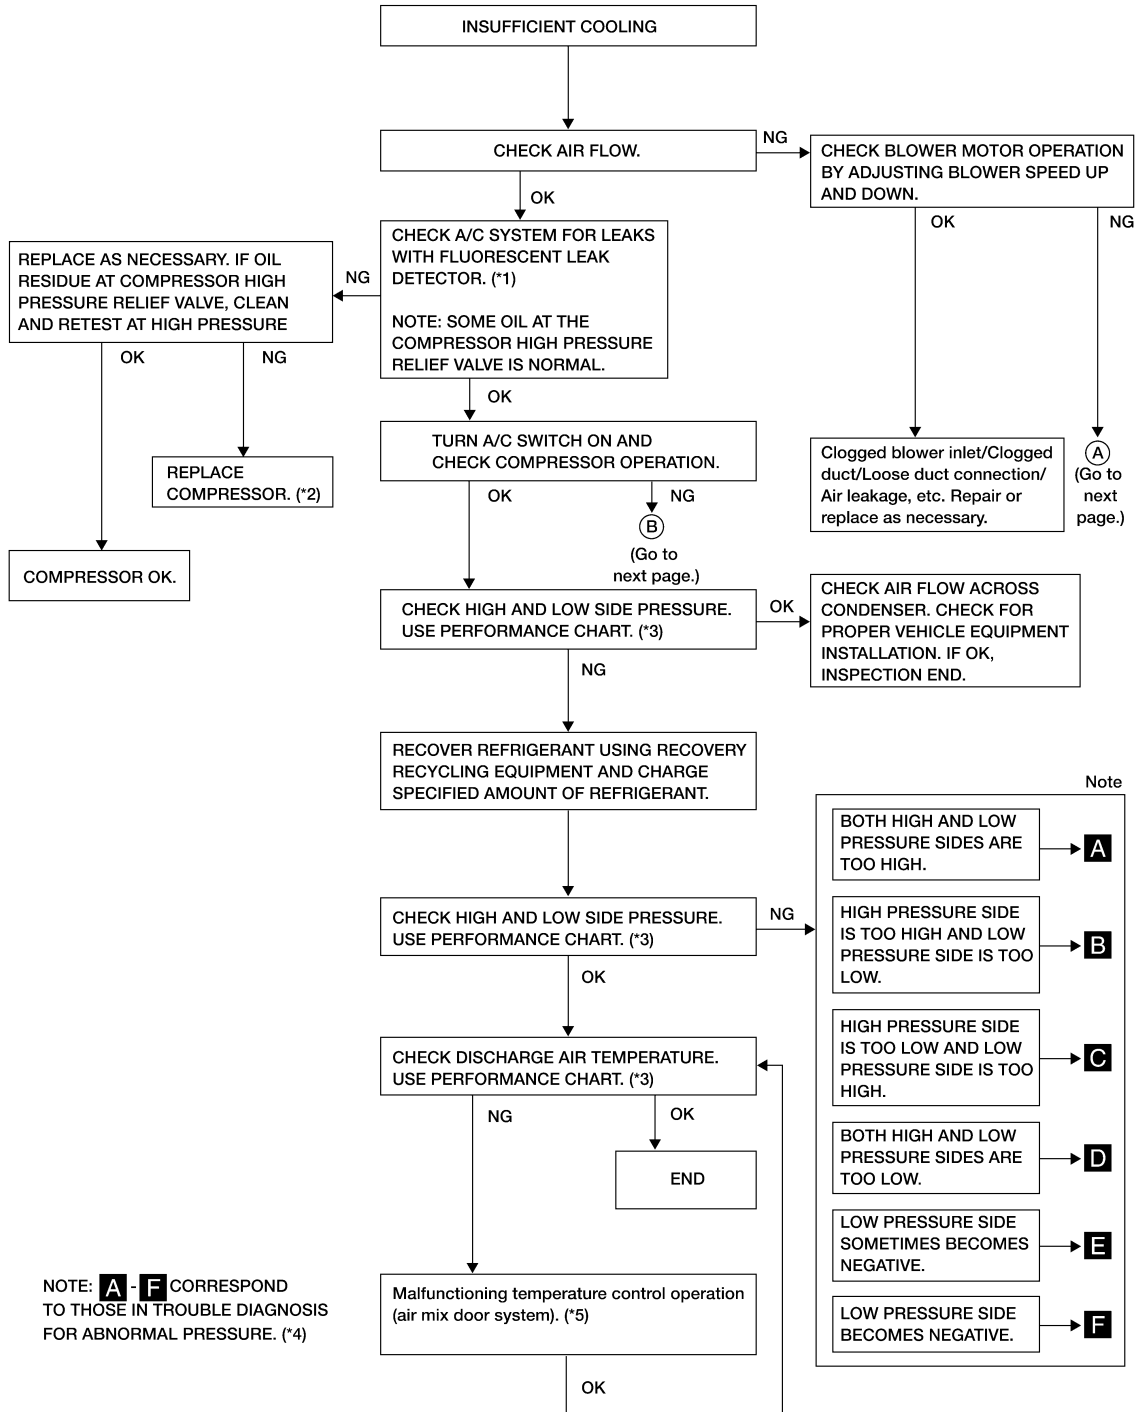 INSUFFICIENT COOLING
CHECK AIR FLOW.
NG
CHECK BLOWER MOTOR OPERATION
BY ADJUSTING BLOWER SPEED UP
AND DOWN.
OK
OK
NG
CHECK A/C SYSTEM FOR LEAKS
WITH FLUORESCENT LEAK
DETECTOR. (*1)
NOTE: SOME OIL AT THE
COMPRESSOR HIGH PRESSURE
RELIEF VALVE IS NORMAL.
NG
REPLACE AS NECESSARY. IF OIL
RESIDUE AT COMPRESSOR HIGH
PRESSURE RELIEF VALVE, CLEAN
AND RETEST AT HIGH PRESSURE
OK
NG
REPLACE
COMPRESSOR. (*2)
COMPRESSOR OK.
OK
TURN A/C SWITCH ON AND
CHECK COMPRESSOR OPERATION.
Clogged blower inlet/Clogged
duct/Loose duct connection/
Air leakage, etc. Repair or
replace as necessary.
A
(Go to
next
page.)
OK
NG
B
(Go to
next page.)
CHECK HIGH AND LOW SIDE PRESSURE.
USE PERFORMANCE CHART. (*3)
OK
CHECK AIR FLOW ACROSS
CONDENSER. CHECK FOR
PROPER VEHICLE EQUIPMENT
INSTALLATION. IF OK,
INSPECTION END.
NG
RECOVER REFRIGERANT USING RECOVERY
RECYCLING EQUIPMENT AND CHARGE
SPECIFIED AMOUNT OF REFRIGERANT.
CHECK HIGH AND LOW SIDE PRESSURE.
USE PERFORMANCE CHART. (*3)
NG
OK
Note
BOTH HIGH AND LOW
PRESSURE SIDES ARE
TOO HIGH.
A
HIGH PRESSURE SIDE
IS TOO HIGH AND LOW
PRESSURE SIDE IS TOO
LOW.
B
HIGH PRESSURE SIDE
IS TOO LOW AND LOW
PRESSURE SIDE IS TOO
HIGH.
C
BOTH HIGH AND LOW
PRESSURE SIDES ARE
TOO LOW.
D
LOW PRESSURE SIDE
SOMETIMES BECOMES
NEGATIVE.
E
LOW PRESSURE SIDE
BECOMES NEGATIVE.
F
CHECK DISCHARGE AIR TEMPERATURE.
USE PERFORMANCE CHART. (*3)
NG
OK
END
Malfunctioning temperature control operation
(air mix door system). (*5)
OK
NOTE: A - F CORRESPOND
TO THOSE IN TROUBLE DIAGNOSIS
FOR ABNORMAL PRESSURE. (*4)